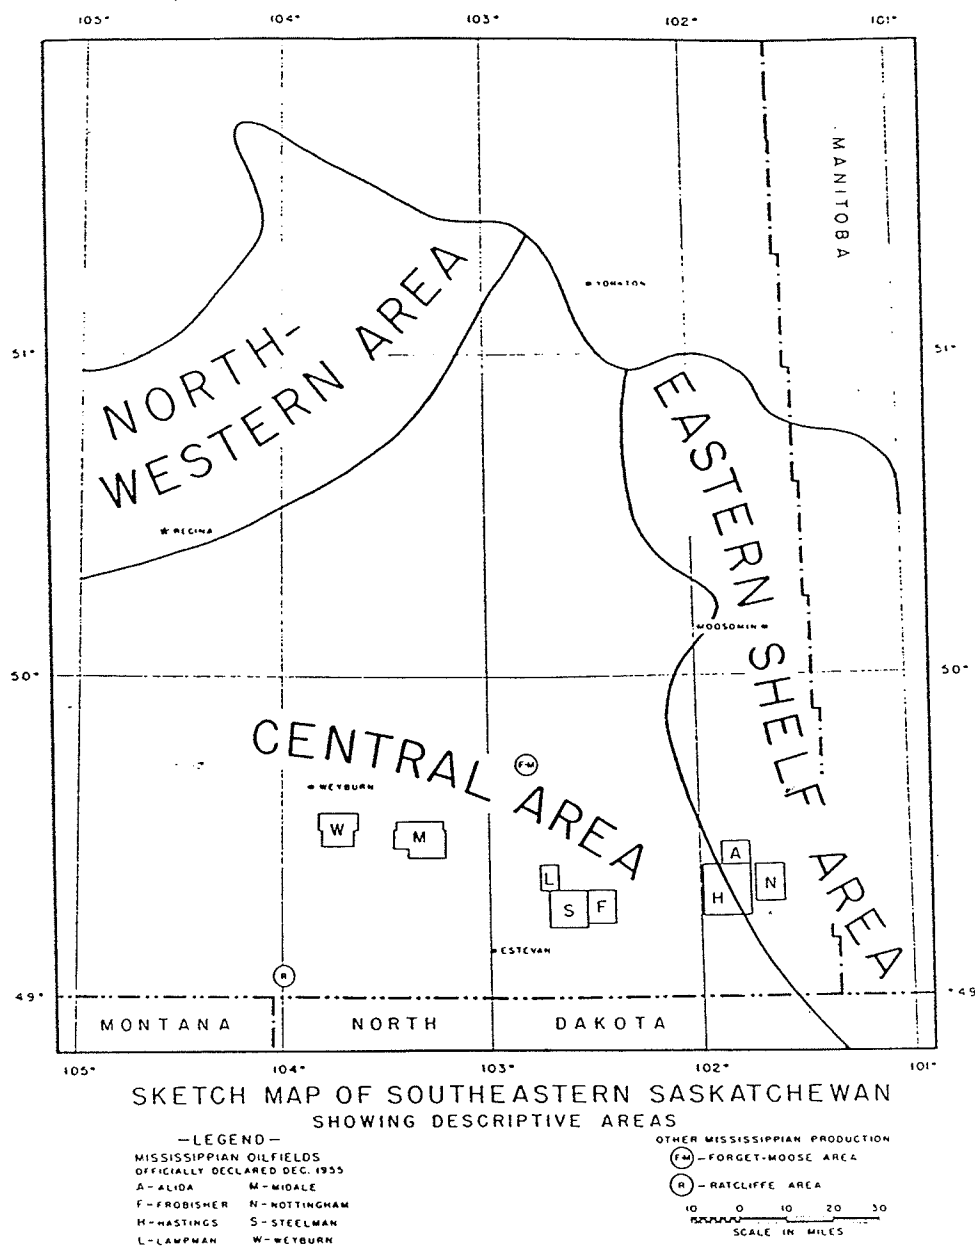 105° 104° 103° 102° 101°
MANITOBA
YORKTON
51° 51°
NORTH-
WESTERN AREA
EASTERN SHELF AREA
REGINA
MOOSOMIN
50° 50°
CENTRAL AREA
F-M
WEYBURN
W M
A
L
H N
S F
ESTEVAN
R
49° 49
MONTANA NORTH DAKOTA
105° 104° 103° 102° 101°
SKETCH MAP OF SOUTHEASTERN SASKATCHEWAN
SHOWING DESCRIPTIVE AREAS
—LEGEND—
MISSISSIPPIAN OILFIELDS
OFFICIALLY DECLARED DEC. 1955
A-ALIDA M-MIDALE
F-FROBISHER N-NOTTINGHAM
H-HASTINGS S-STEELMAN
L-LAMPMAN W-WEYBURN
OTHER MISSISSIPPIAN PRODUCTION
F-M -FORGET-MOOSE AREA
R -RATCLIFFE AREA
10 0 10 20 30
SCALE IN MILES